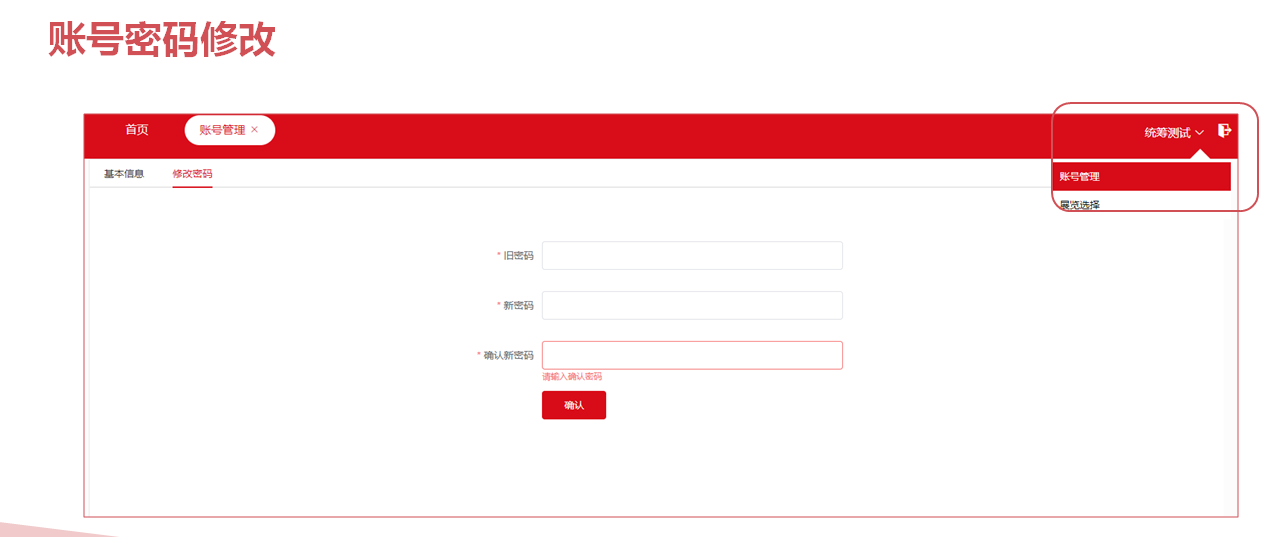 账号密码修改
首页
账号管理 ×
统筹测试
账号管理
展览选择
基本信息
修改密码
* 旧密码
* 新密码
* 确认新密码
请输入确认密码
确认